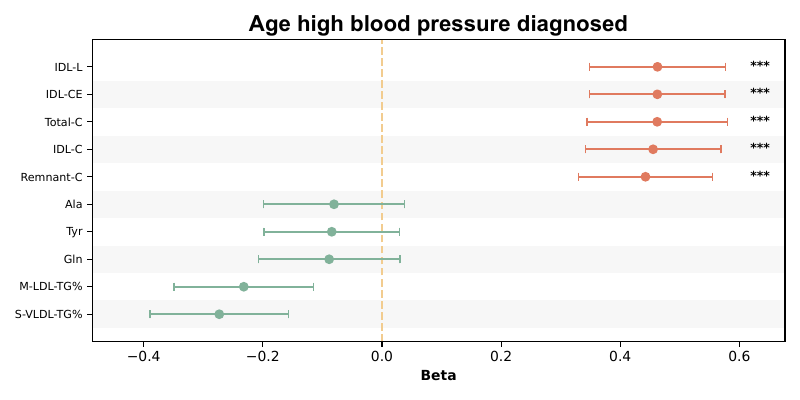 Age high blood pressure diagnosed
IDL-L ***
IDL-CE ***
Total-C ***
IDL-C ***
Remnant-C ***
Ala
Tyr
Gln
M-LDL-TG%
S-VLDL-TG%
−0.4 −0.2 0.0 0.2 0.4 0.6
Beta